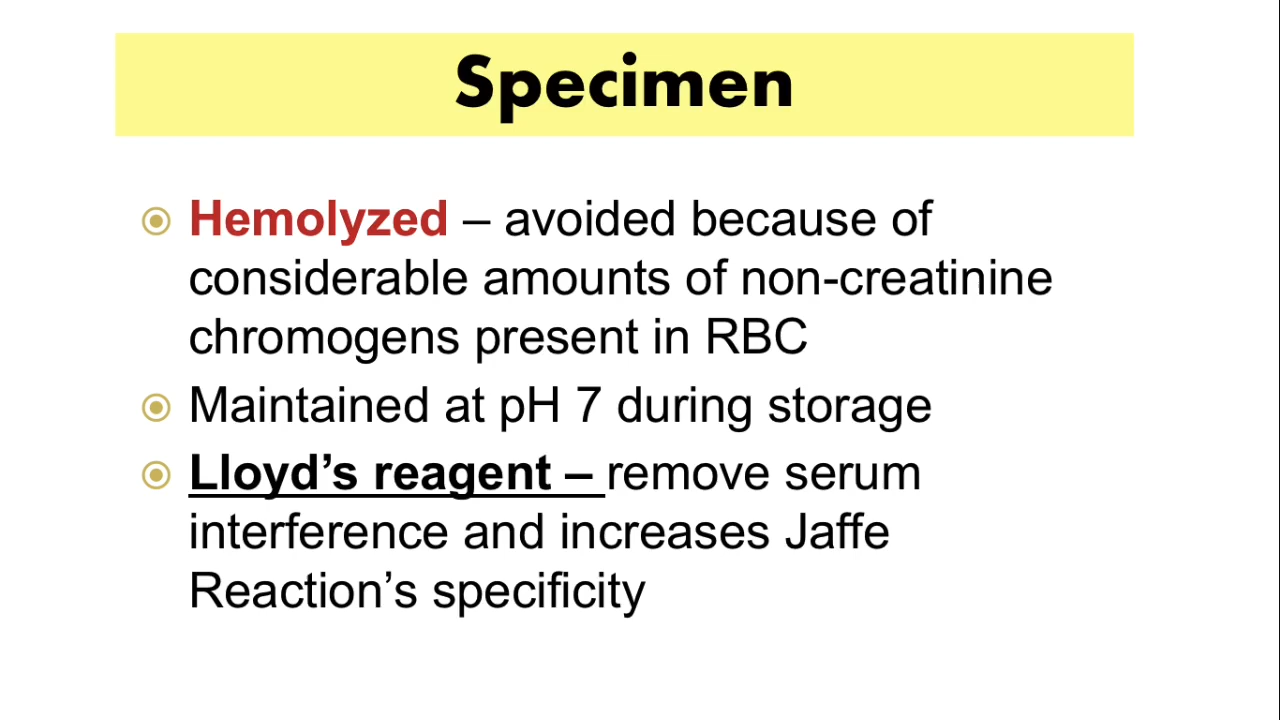 Specimen
Hemolyzed – avoided because of
considerable amounts of non-creatinine
chromogens present in RBC
Maintained at pH 7 during storage
Lloyd’s reagent – remove serum
interference and increases Jaffe
Reaction’s specificity